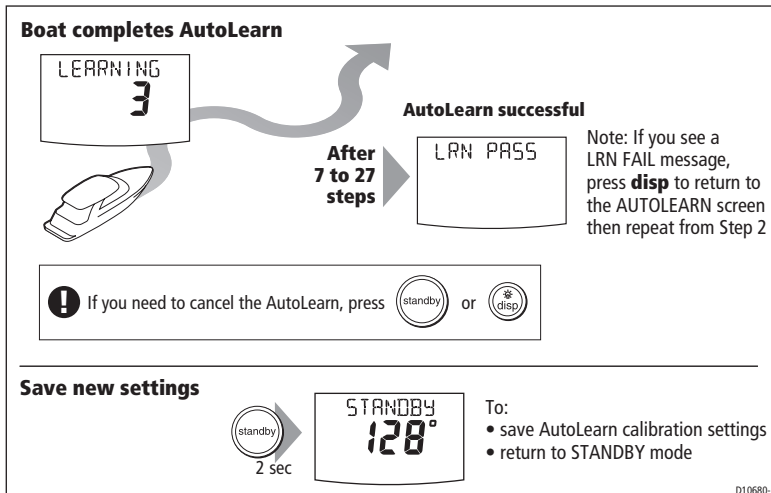 Boat completes AutoLearn
LEARNING
3
AutoLearn successful
After
7 to 27
steps
LRN PASS
Note: If you see a
LRN FAIL message,
press disp to return to
the AUTOLEARN screen
then repeat from Step 2
! If you need to cancel the AutoLearn, press standby or disp
Save new settings
standby
2 sec
STANDBY
128°
To:
• save AutoLearn calibration settings
• return to STANDBY mode
D10680-